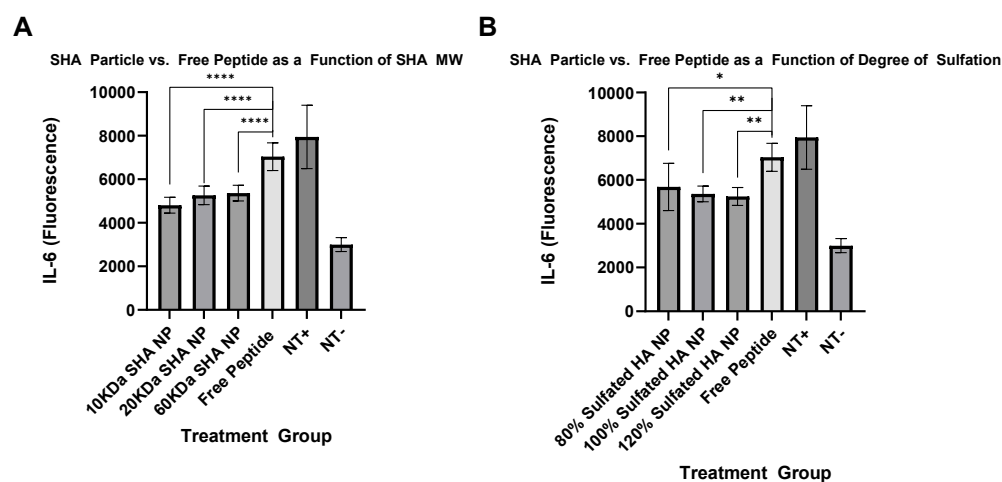 A
SHA Particle vs. Free Peptide as a Function of SHA MW
****
****
****
10000
8000
6000
4000
2000
0
IL-6 (Fluorescence)
10KDa SHA NP
20KDa SHA NP
60KDa SHA NP
Free Peptide
NT+
NT-
Treatment Group
B
SHA Particle vs. Free Peptide as a Function of Degree of Sulfation
*
**
**
10000
8000
6000
4000
2000
0
IL-6 (Fluorescence)
80% Sulfated HA NP
100% Sulfated HA NP
120% Sulfated HA NP
Free Peptide
NT+
NT-
Treatment Group